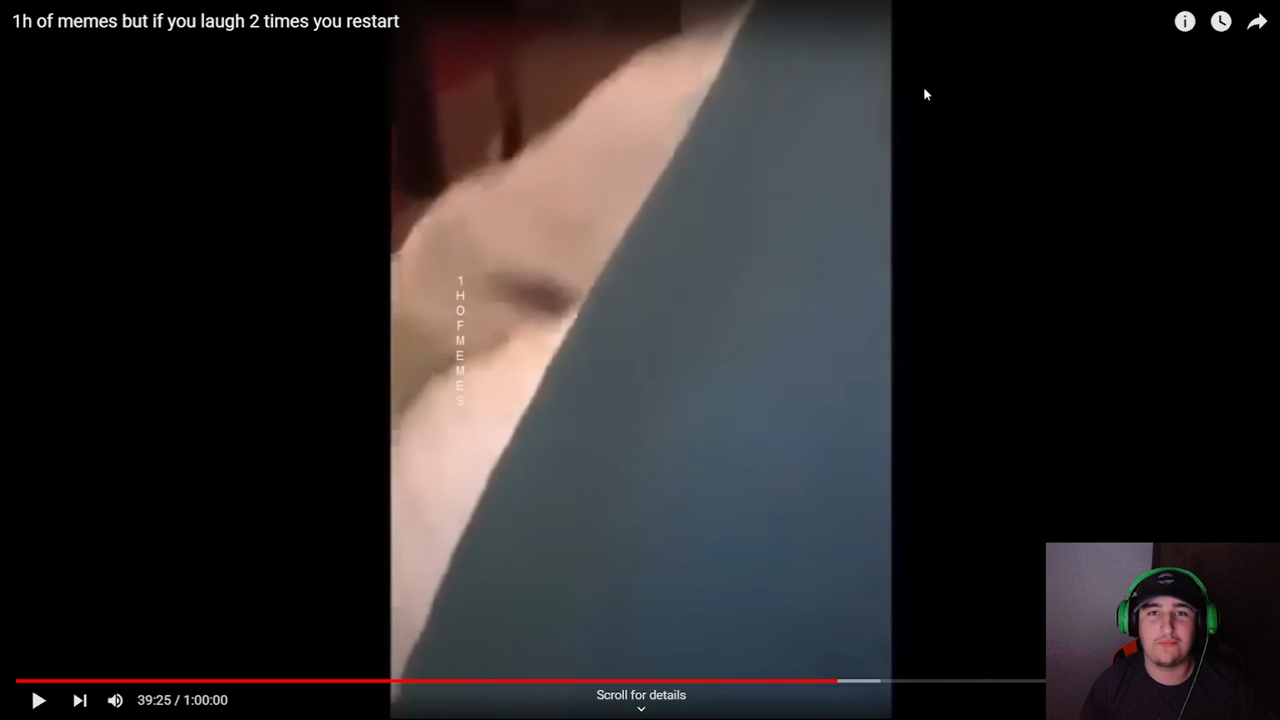 1h of memes but if you laugh 2 times you restart
1HOFMEMES
39:25 / 1:00:00
Scroll for details